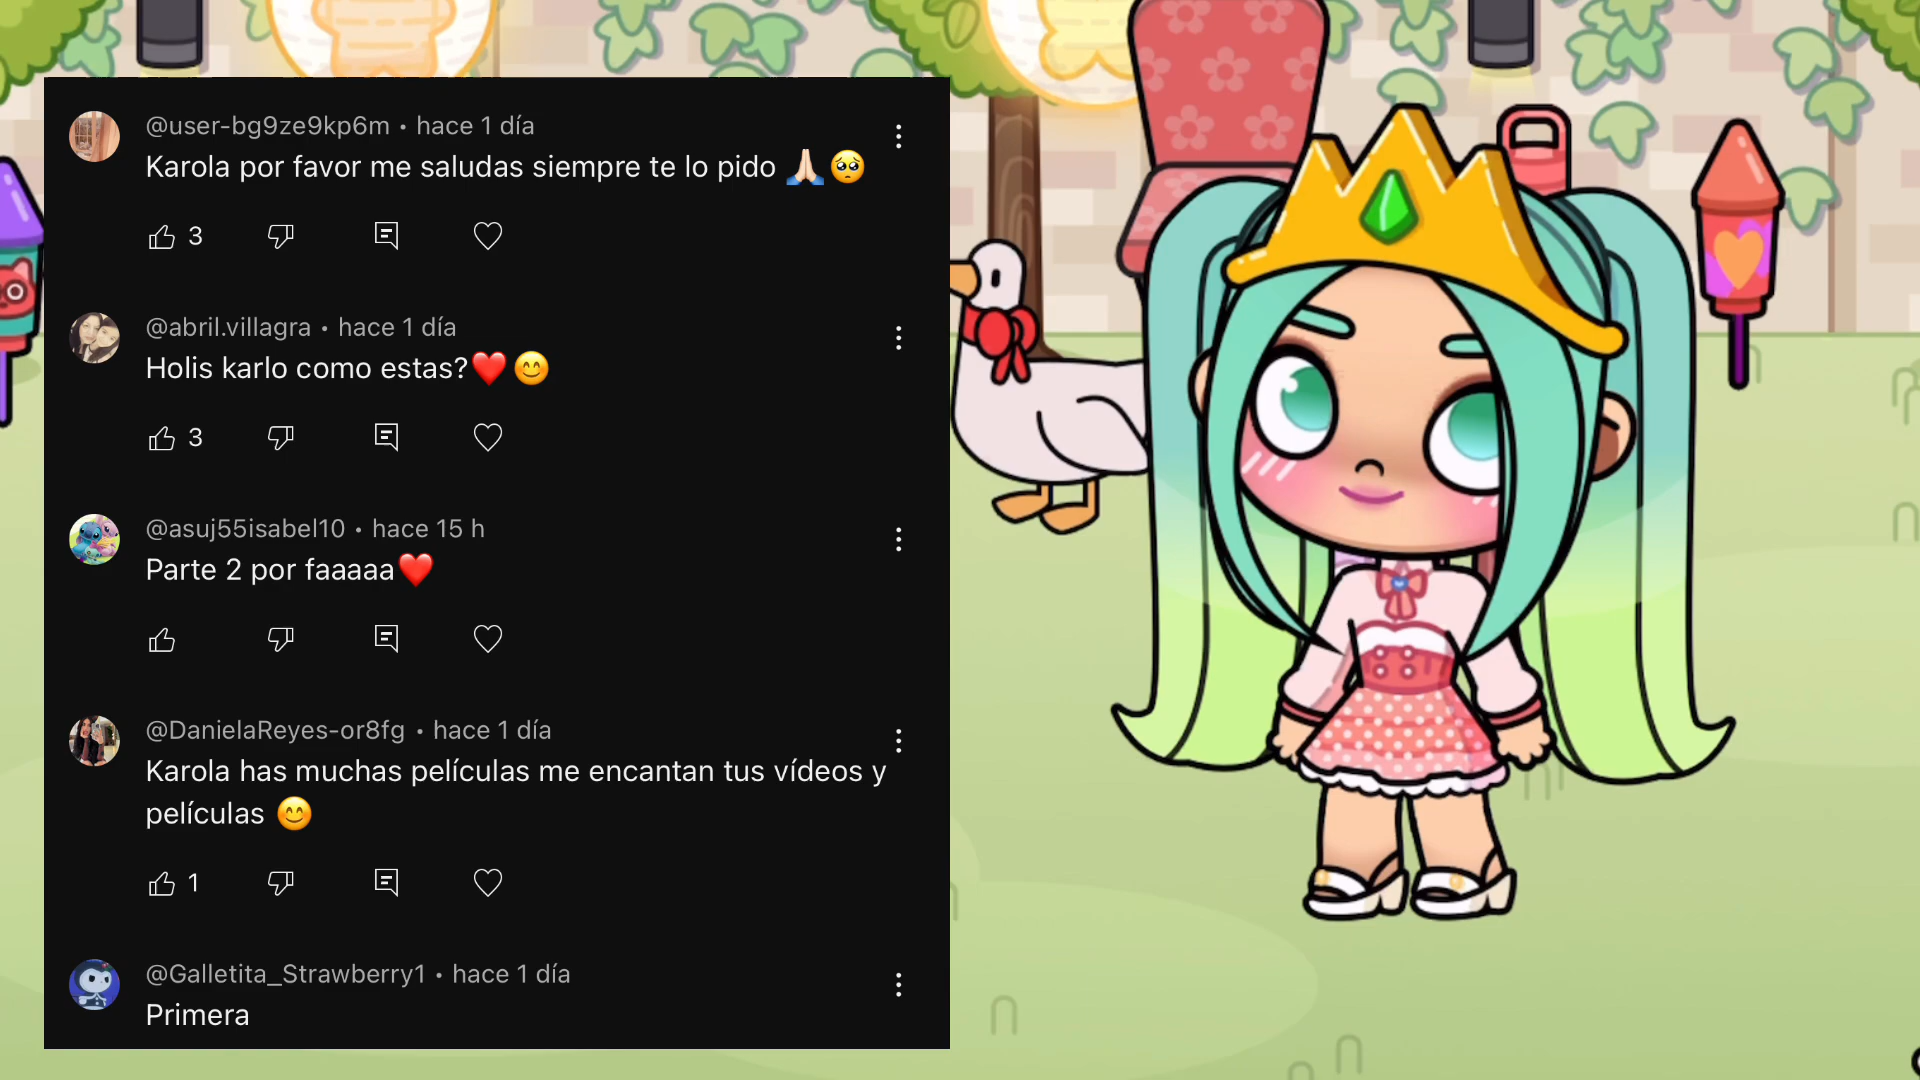 @user-bg9ze9kp6m • hace 1 día
Karola por favor me saludas siempre te lo pido 🙏🏻🥺
3
@abril.villagra • hace 1 día
Holis karlo como estas?❤️😊
3
@asuj55isabel10 • hace 15 h
Parte 2 por faaaaa❤️
@DanielaReyes-or8fg • hace 1 día
Karola has muchas películas me encantan tus vídeos y
películas 😊
1
@Galletita_Strawberry1 • hace 1 día
Primera